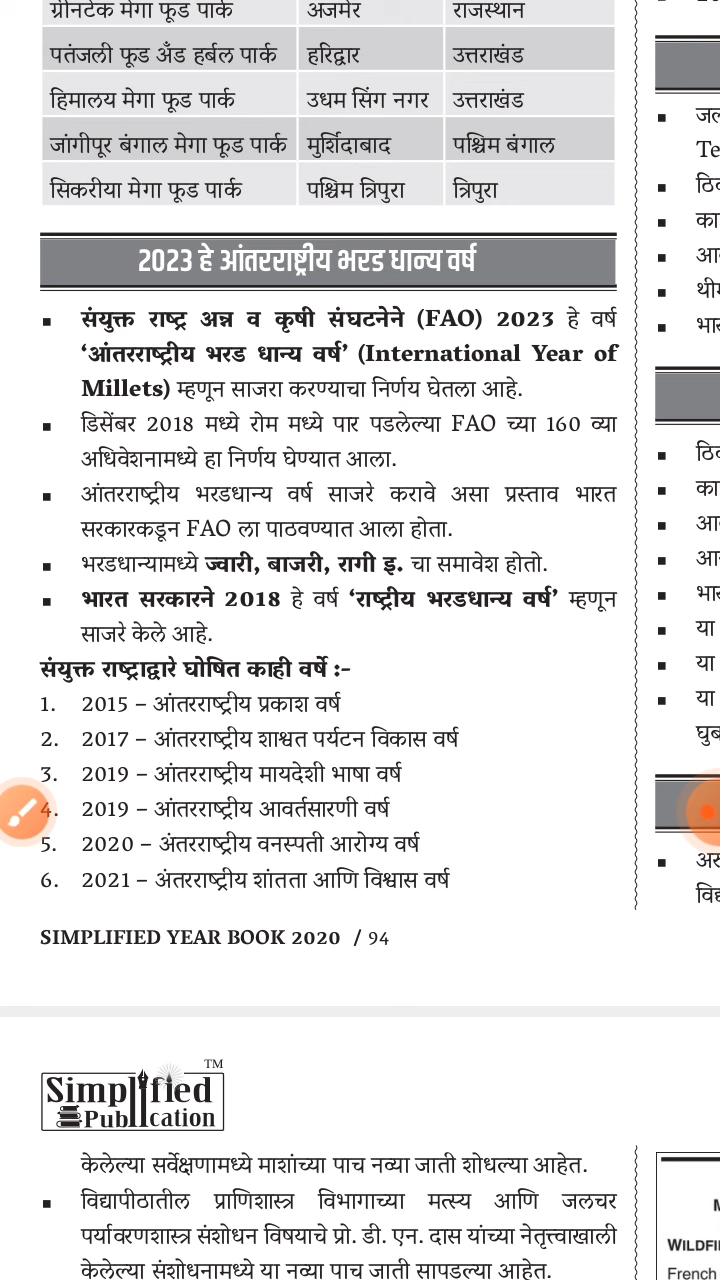 ग्रीनटेक मेगा फूड पार्क अजमेर राजस्थान
पतंजली फूड अँड हर्बल पार्क हरिद्वार उत्तराखंड
हिमालय मेगा फूड पार्क उधम सिंग नगर उत्तराखंड
जांगीपूर बंगाल मेगा फूड पार्क मुर्शिदाबाद पश्चिम बंगाल
सिकरीया मेगा फूड पार्क पश्चिम त्रिपुरा त्रिपुरा
2023 हे आंतरराष्ट्रीय भरड धान्य वर्ष
▪ संयुक्त राष्ट्र अन्न व कृषी संघटनेने (FAO) 2023 हे वर्ष
‘आंतरराष्ट्रीय भरड धान्य वर्ष’ (International Year of
Millets) म्हणून साजरा करण्याचा निर्णय घेतला आहे.
▪ डिसेंबर 2018 मध्ये रोम मध्ये पार पडलेल्या FAO च्या 160 व्या
अधिवेशनामध्ये हा निर्णय घेण्यात आला.
▪ आंतरराष्ट्रीय भरडधान्य वर्ष साजरे करावे असा प्रस्ताव भारत
सरकारकडून FAO ला पाठवण्यात आला होता.
▪ भरडधान्यामध्ये ज्वारी, बाजरी, रागी इ. चा समावेश होतो.
▪ भारत सरकारने 2018 हे वर्ष ‘राष्ट्रीय भरडधान्य वर्ष’ म्हणून
साजरे केले आहे.
संयुक्त राष्ट्राद्वारे घोषित काही वर्षे :-
1. 2015 – आंतरराष्ट्रीय प्रकाश वर्ष
2. 2017 – आंतरराष्ट्रीय शाश्वत पर्यटन विकास वर्ष
3. 2019 – आंतरराष्ट्रीय मायदेशी भाषा वर्ष
4. 2019 – आंतरराष्ट्रीय आवर्तसारणी वर्ष
5. 2020 – अंतरराष्ट्रीय वनस्पती आरोग्य वर्ष
6. 2021 – अंतरराष्ट्रीय शांतता आणि विश्वास वर्ष
SIMPLIFIED YEAR BOOK 2020 / 94
Te
▪ का
▪ भार
▪ का
▪ भार
▪ या
▪ या
▪ या
Simplified TM
Publication
केलेल्या सर्वेक्षणामध्ये माशांच्या पाच नव्या जाती शोधल्या आहेत.
▪ विद्यापीठातील प्राणिशास्त्र विभागाच्या मत्स्य आणि जलचर
पर्यावरणशास्त्र संशोधन विषयाचे प्रो. डी. एन. दास यांच्या नेतृत्त्वाखाली
केलेल्या संशोधनामध्ये या नव्या पाच जाती सापडल्या आहेत.
M
WILDFI
French